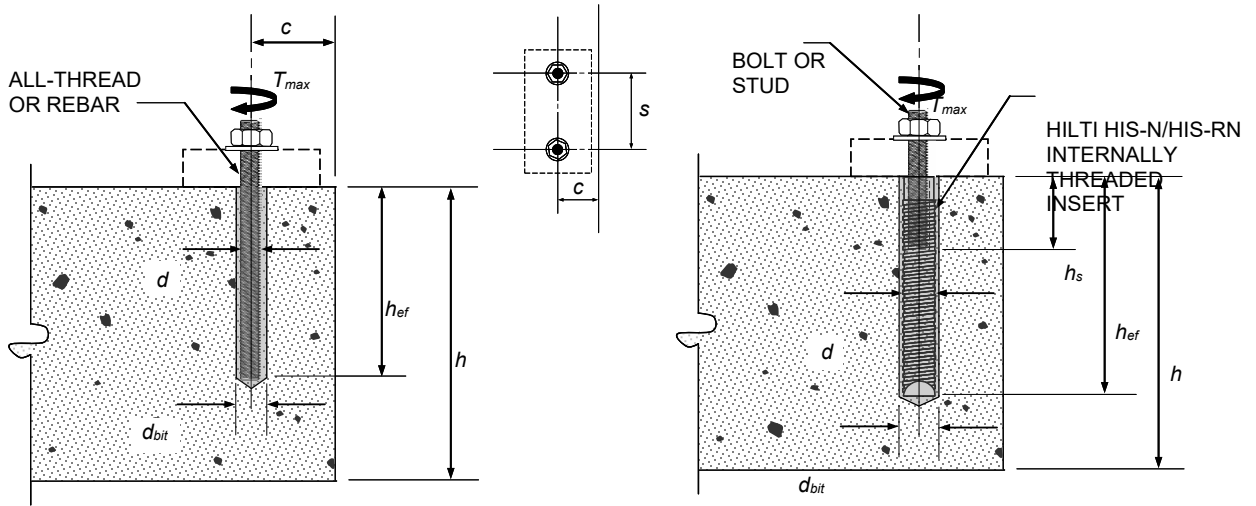 c
ALL-THREAD
OR REBAR
Tmax
d
hef
h
dbit
s
c
BOLT OR
STUD
Tmax
HILTI HIS-N/HIS-RN
INTERNALLY
THREADED
INSERT
hs
hef
d
h
dbit